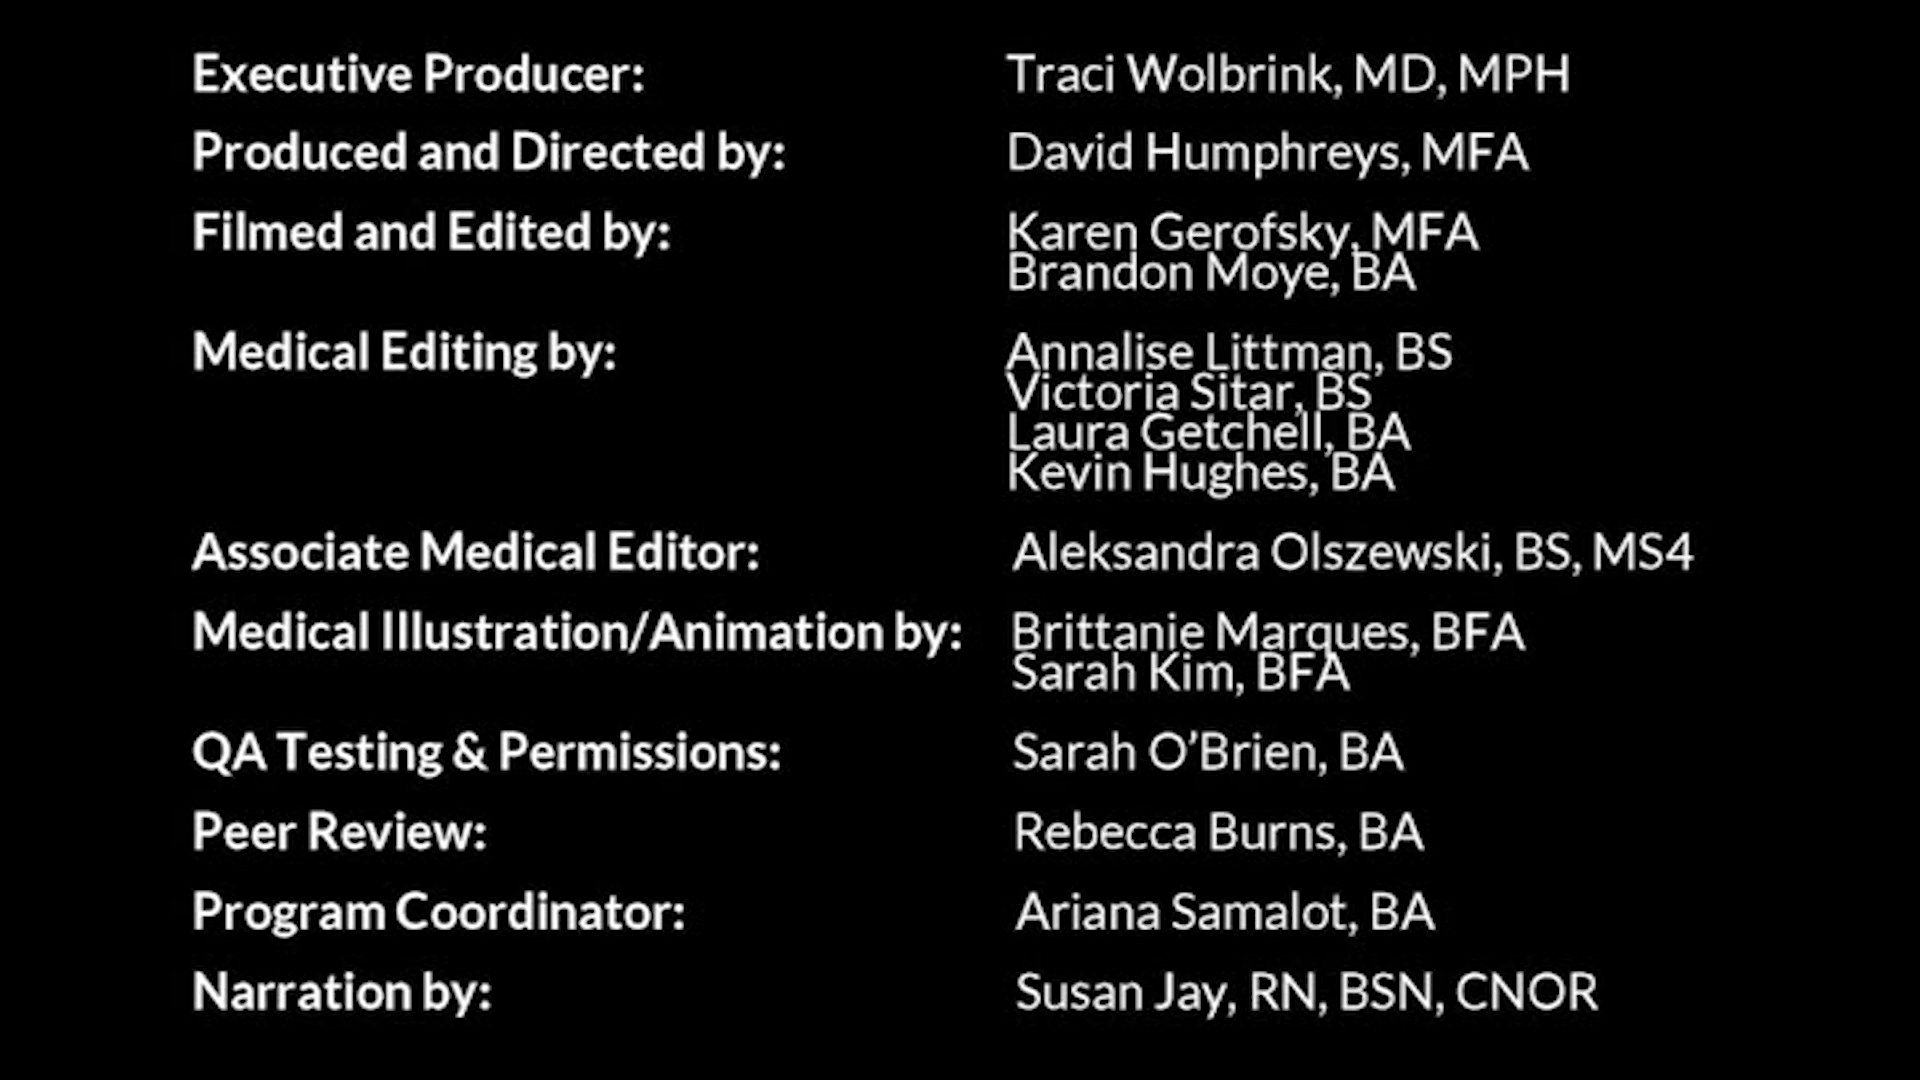 Executive Producer: Traci Wolbrink, MD, MPH
Produced and Directed by: David Humphreys, MFA
Filmed and Edited by: Karen Gerofsky, MFA
Brandon Moye, BA
Medical Editing by: Annalise Littman, BS
Victoria Sitar, BS
Laura Getchell, BA
Kevin Hughes, BA
Associate Medical Editor: Aleksandra Olszewski, BS, MS4
Medical Illustration/Animation by: Brittanie Marques, BFA
Sarah Kim, BFA
QA Testing & Permissions: Sarah O’Brien, BA
Peer Review: Rebecca Burns, BA
Program Coordinator: Ariana Samalot, BA
Narration by: Susan Jay, RN, BSN, CNOR